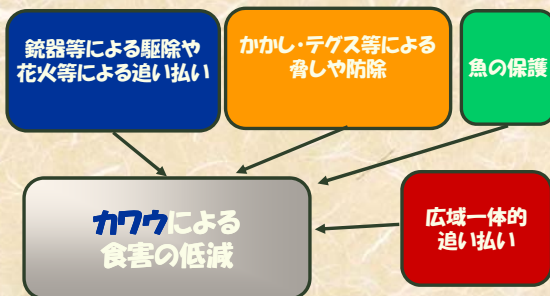 銃器等による駆除や
花火等による追い払い
かかし・テグス等による
脅しや防除
魚の保護
カワウによる
食害の低減
広域一体的
追い払い